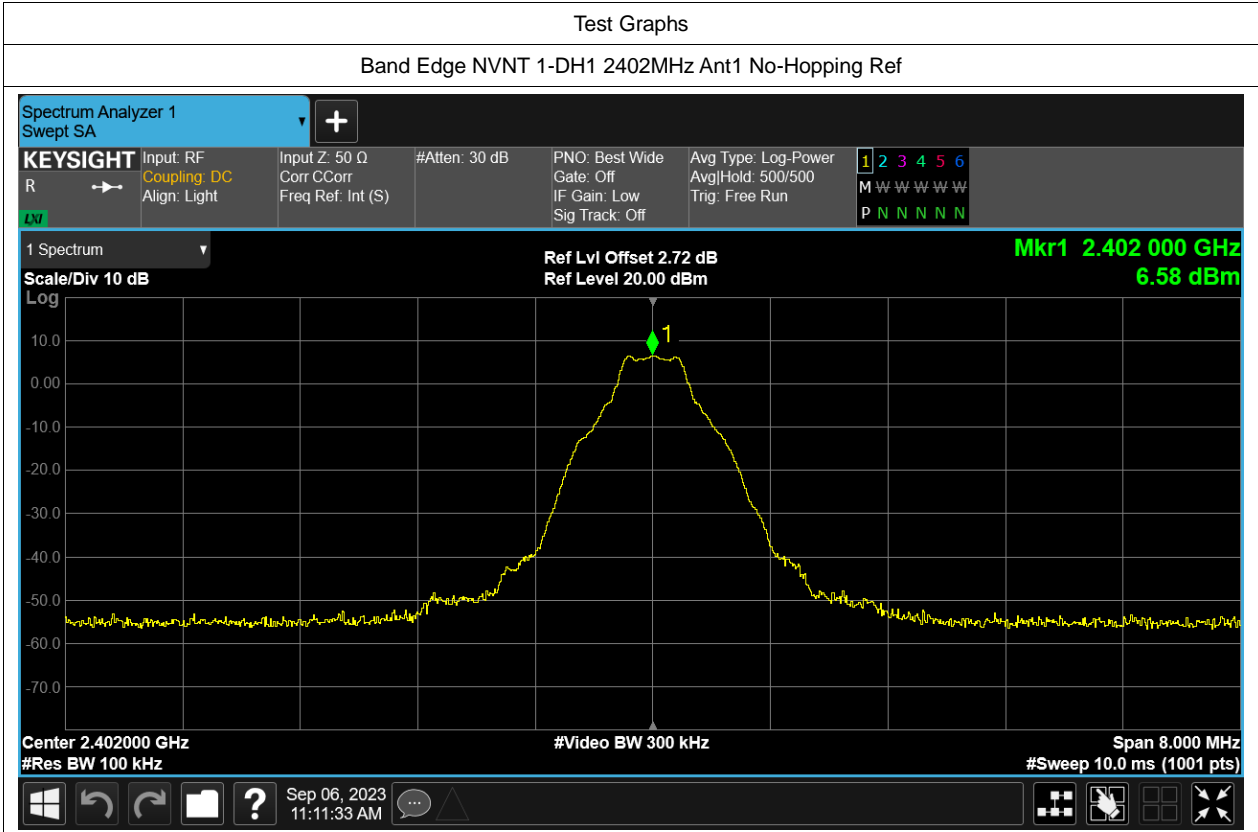 Test Graphs
Band Edge NVNT 1-DH1 2402MHz Ant1 No-Hopping Ref
Spectrum Analyzer 1
Swept SA
KEYSIGHT
R
LXI
Input: RF
Coupling: DC
Align: Light
Input Z: 50 Ω
Corr CCorr
Freq Ref: Int (S)
#Atten: 30 dB
PNO: Best Wide
Gate: Off
IF Gain: Low
Sig Track: Off
Avg Type: Log-Power
Avg|Hold: 500/500
Trig: Free Run
1 2 3 4 5 6
M W W W W W W
P N N N N N N
1 Spectrum
Scale/Div 10 dB
Log
Ref Lvl Offset 2.72 dB
Ref Level 20.00 dBm
Mkr1 2.402 000 GHz
6.58 dBm
1
10.0
0.00
-10.0
-20.0
-30.0
-40.0
-50.0
-60.0
-70.0
Center 2.402000 GHz
#Res BW 100 kHz
#Video BW 300 kHz
Span 8.000 MHz
#Sweep 10.0 ms (1001 pts)
?
Sep 06, 2023
11:11:33 AM